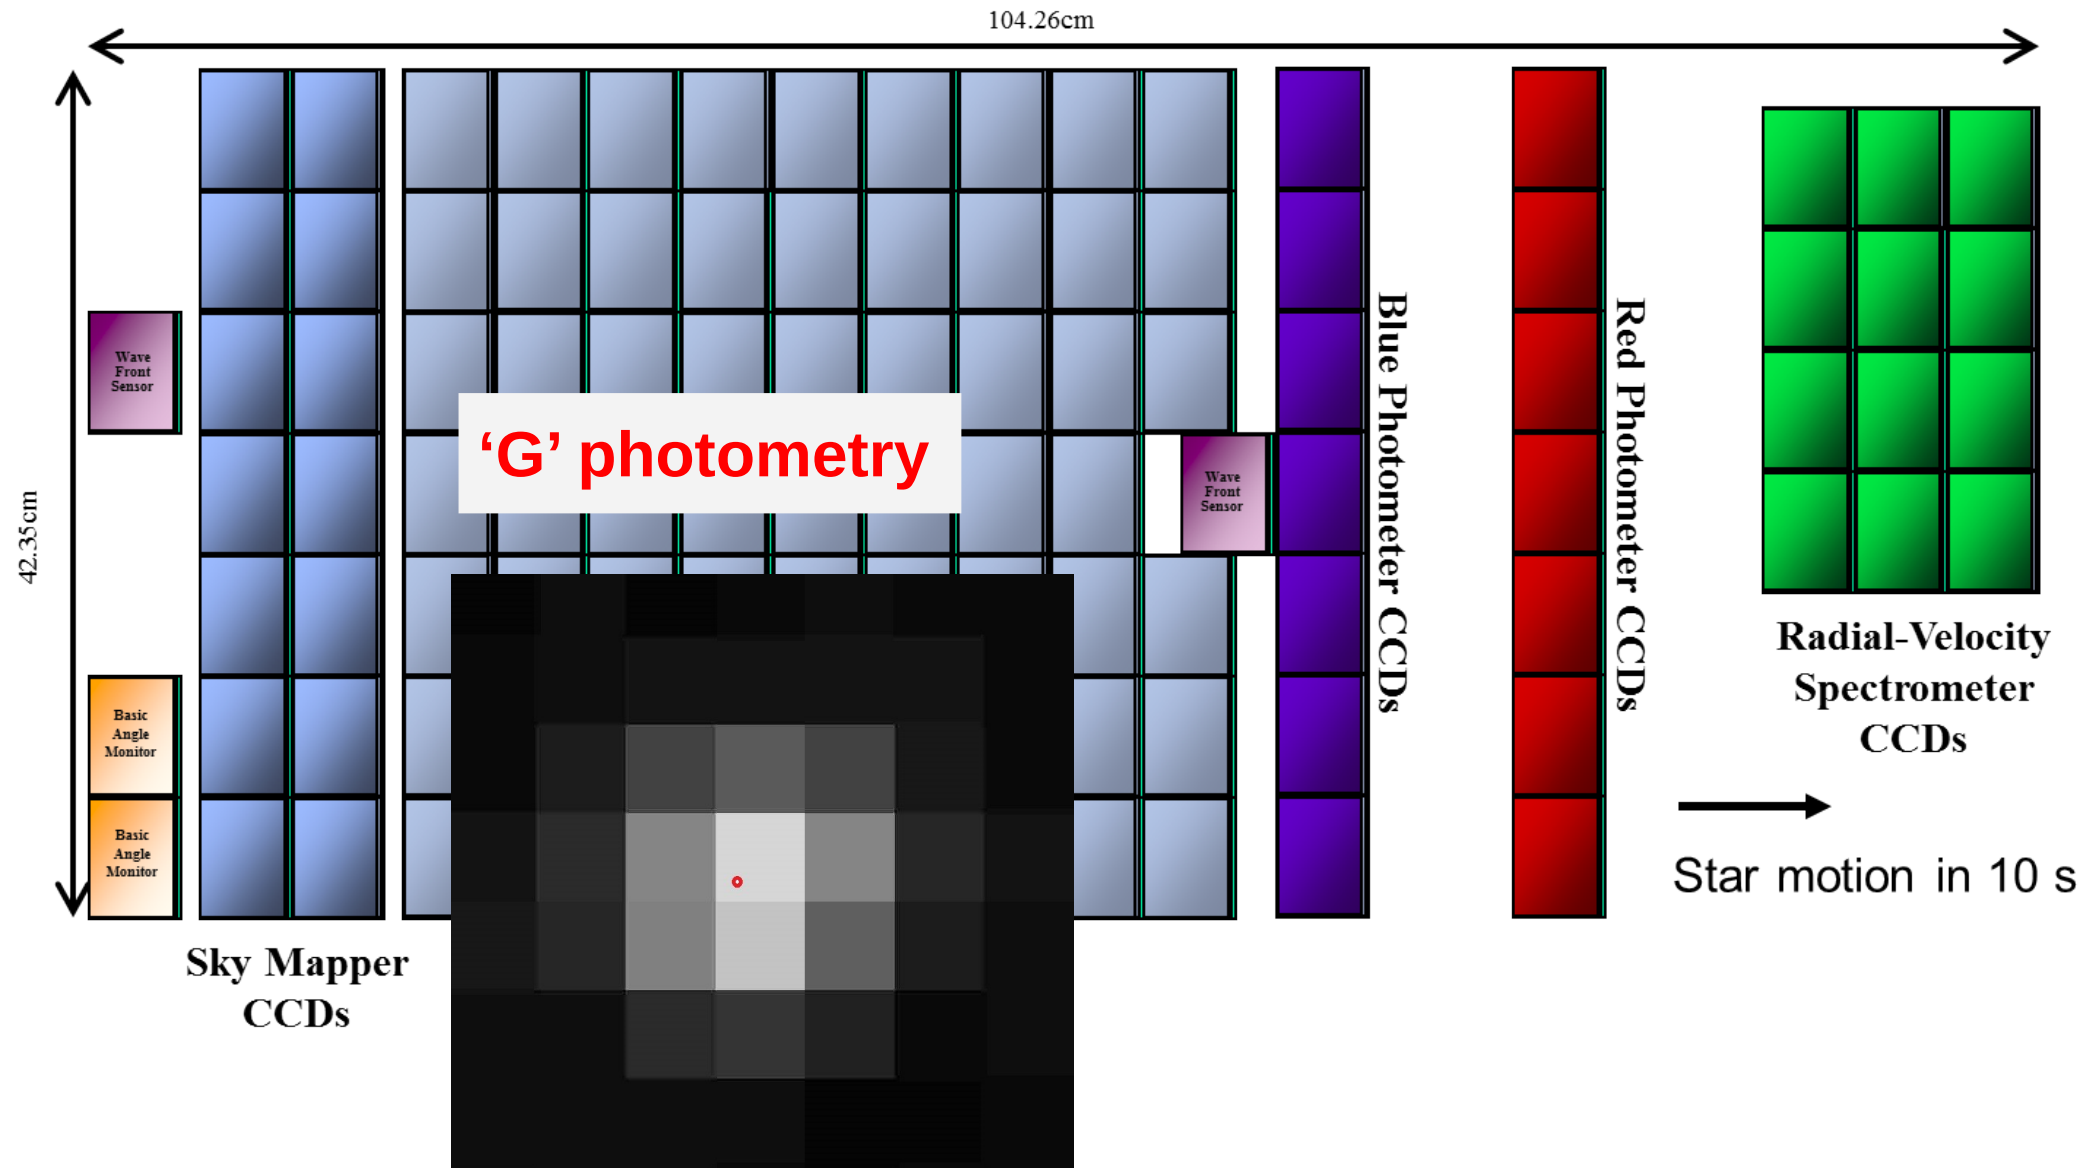 104.26cm
42.35cm
Wave
Front
Sensor
‘G’ photometry
Wave
Front
Sensor
Blue Photometer CCDs
Red Photometer CCDs
Radial-Velocity
Spectrometer
CCDs
Basic
Angle
Monitor
Basic
Angle
Monitor
Star motion in 10 s
Sky Mapper
CCDs